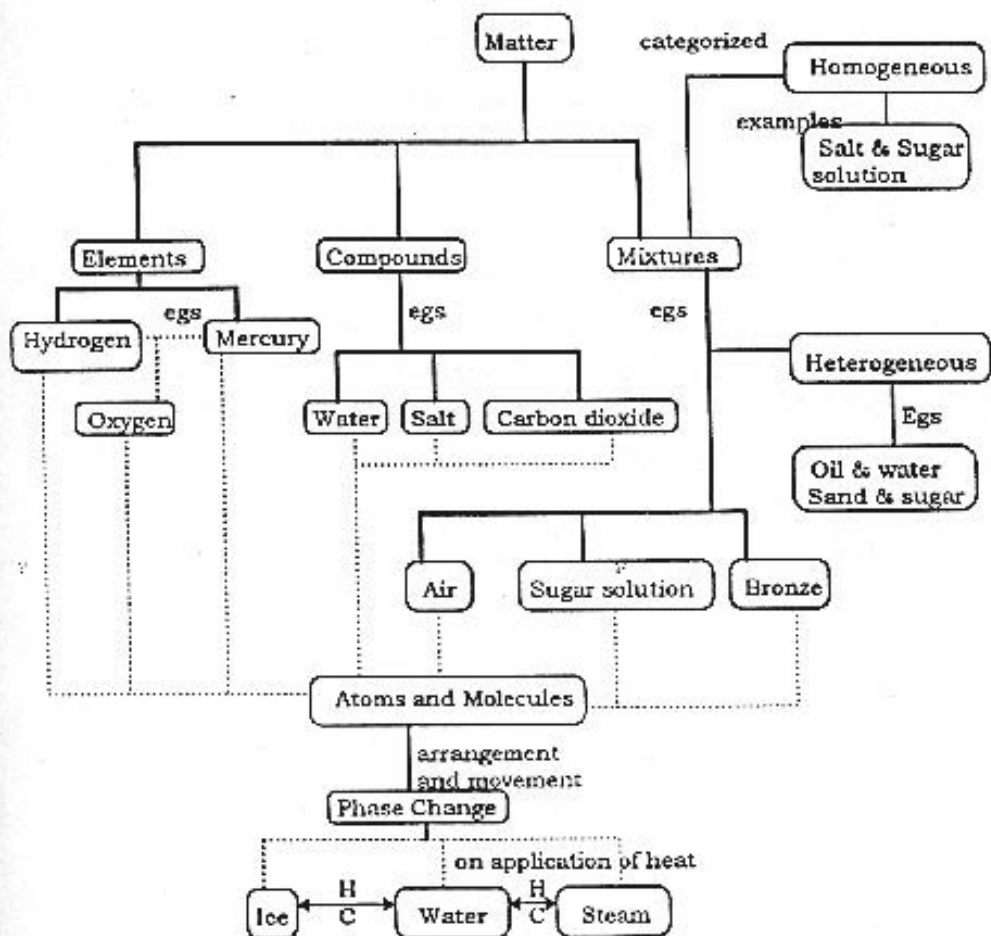 Matter
categorized
Homogeneous
examples
Salt & Sugar
solution
Elements
Compounds
Mixtures
egs
egs
egs
Hydrogen
Mercury
Heterogeneous
Oxygen
Water
Salt
Carbon dioxide
Egs
Oil & water
Sand & sugar
Air
Sugar solution
Bronze
Atoms and Molecules
arrangement
and movement
Phase Change
on application of heat
Ice
H
C
Water
H
C
Steam